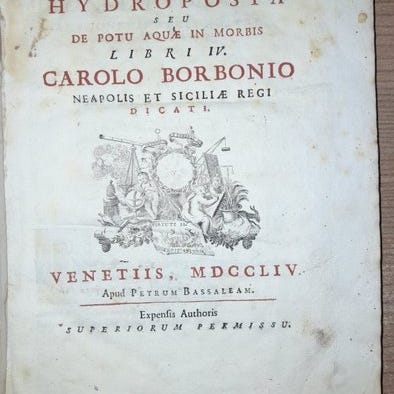 HYDROPOSIA
SEU
DE POTU AQUÆ IN MORBIS
LIBRI IV.
CAROLO BORBONIO
NEAPOLIS ET SICILIÆ REGI
DICATI.
VENETIIS, MDCCLIV.
Apud PETRUM BASSALEAM.
Expensis Authoris
SUPERIORUM PERMISSU.